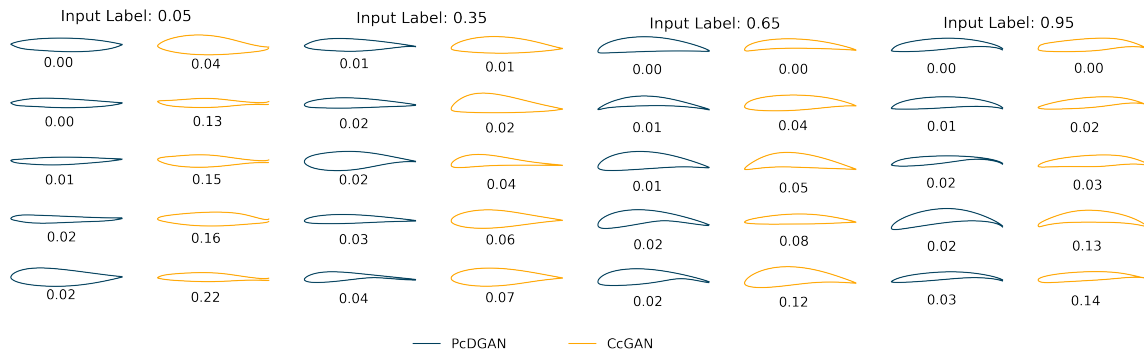 Input Label: 0.05 Input Label: 0.35 Input Label: 0.65 Input Label: 0.95
0.00 0.04 0.01 0.01 0.00 0.00 0.00 0.00
0.00 0.13 0.02 0.02 0.01 0.04 0.01 0.02
0.01 0.15 0.02 0.04 0.01 0.05 0.02 0.03
0.02 0.16 0.03 0.06 0.02 0.08 0.02 0.13
0.02 0.22 0.04 0.07 0.02 0.12 0.03 0.14
PcDGAN CcGAN